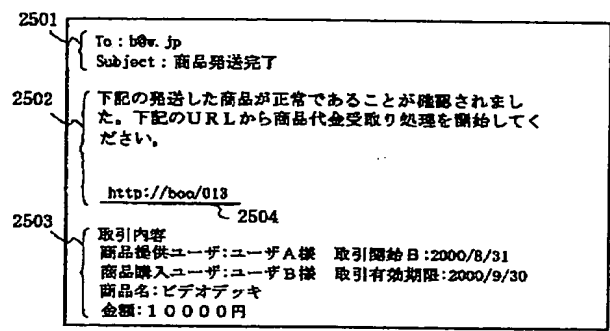 2501
To:b@w.jp
Subject:商品発送完了
2502
下記の発送した商品が正常であることが確認されまし
た。下記のURLから商品代金受取り処理を開始してく
ださい。
http://boo/013
2504
2503
取引内容
商品提供ユーザ:ユーザA様 取引開始日:2000/8/31
商品購入ユーザ:ユーザB様 取引有効期限:2000/9/30
商品名:ビデオデッキ
金額:10000円